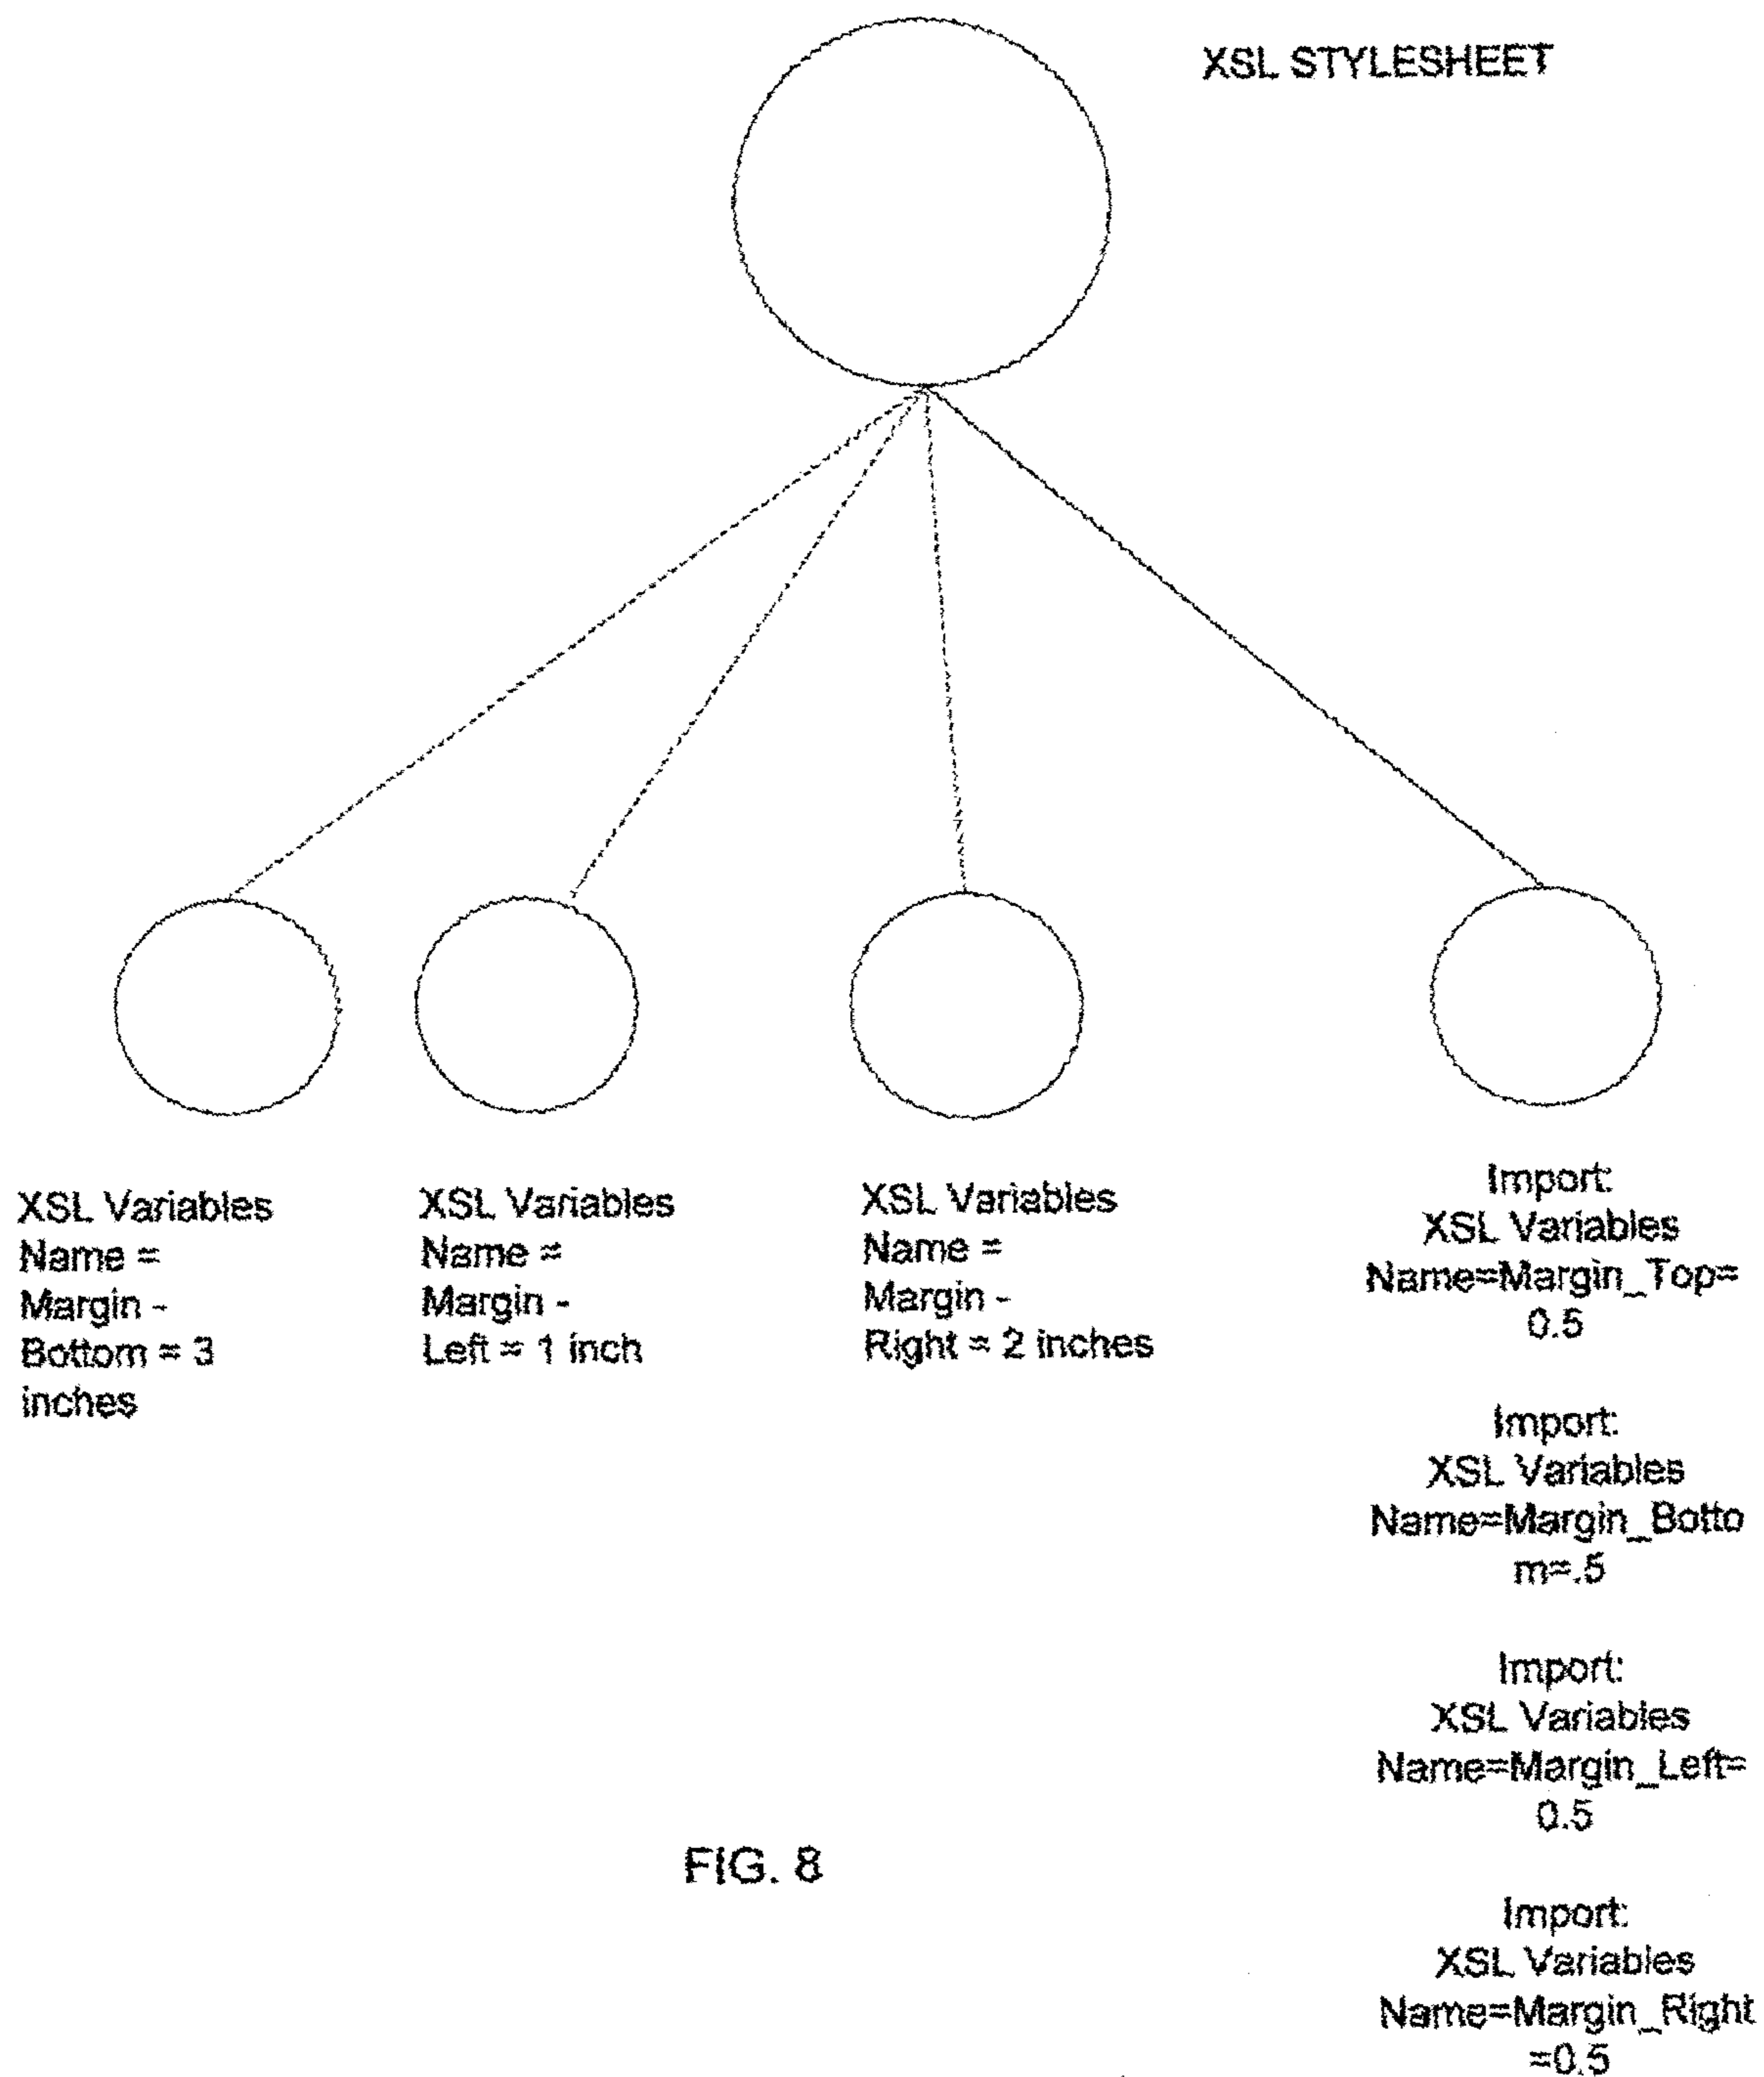 XSL STYLESHEET
XSL Variables
Name =
Margin -
Bottom = 3
inches
XSL Variables
Name =
Margin -
Left = 1 inch
XSL Variables
Name =
Margin -
Right = 2 inches
Import:
XSL Variables
Name=Margin_Top=
0.5
Import:
XSL Variables
Name=Margin_Botto
m=.5
Import:
XSL Variables
Name=Margin_Left=
0.5
Import:
XSL Variables
Name=Margin_Right
=0.5
FIG. 8